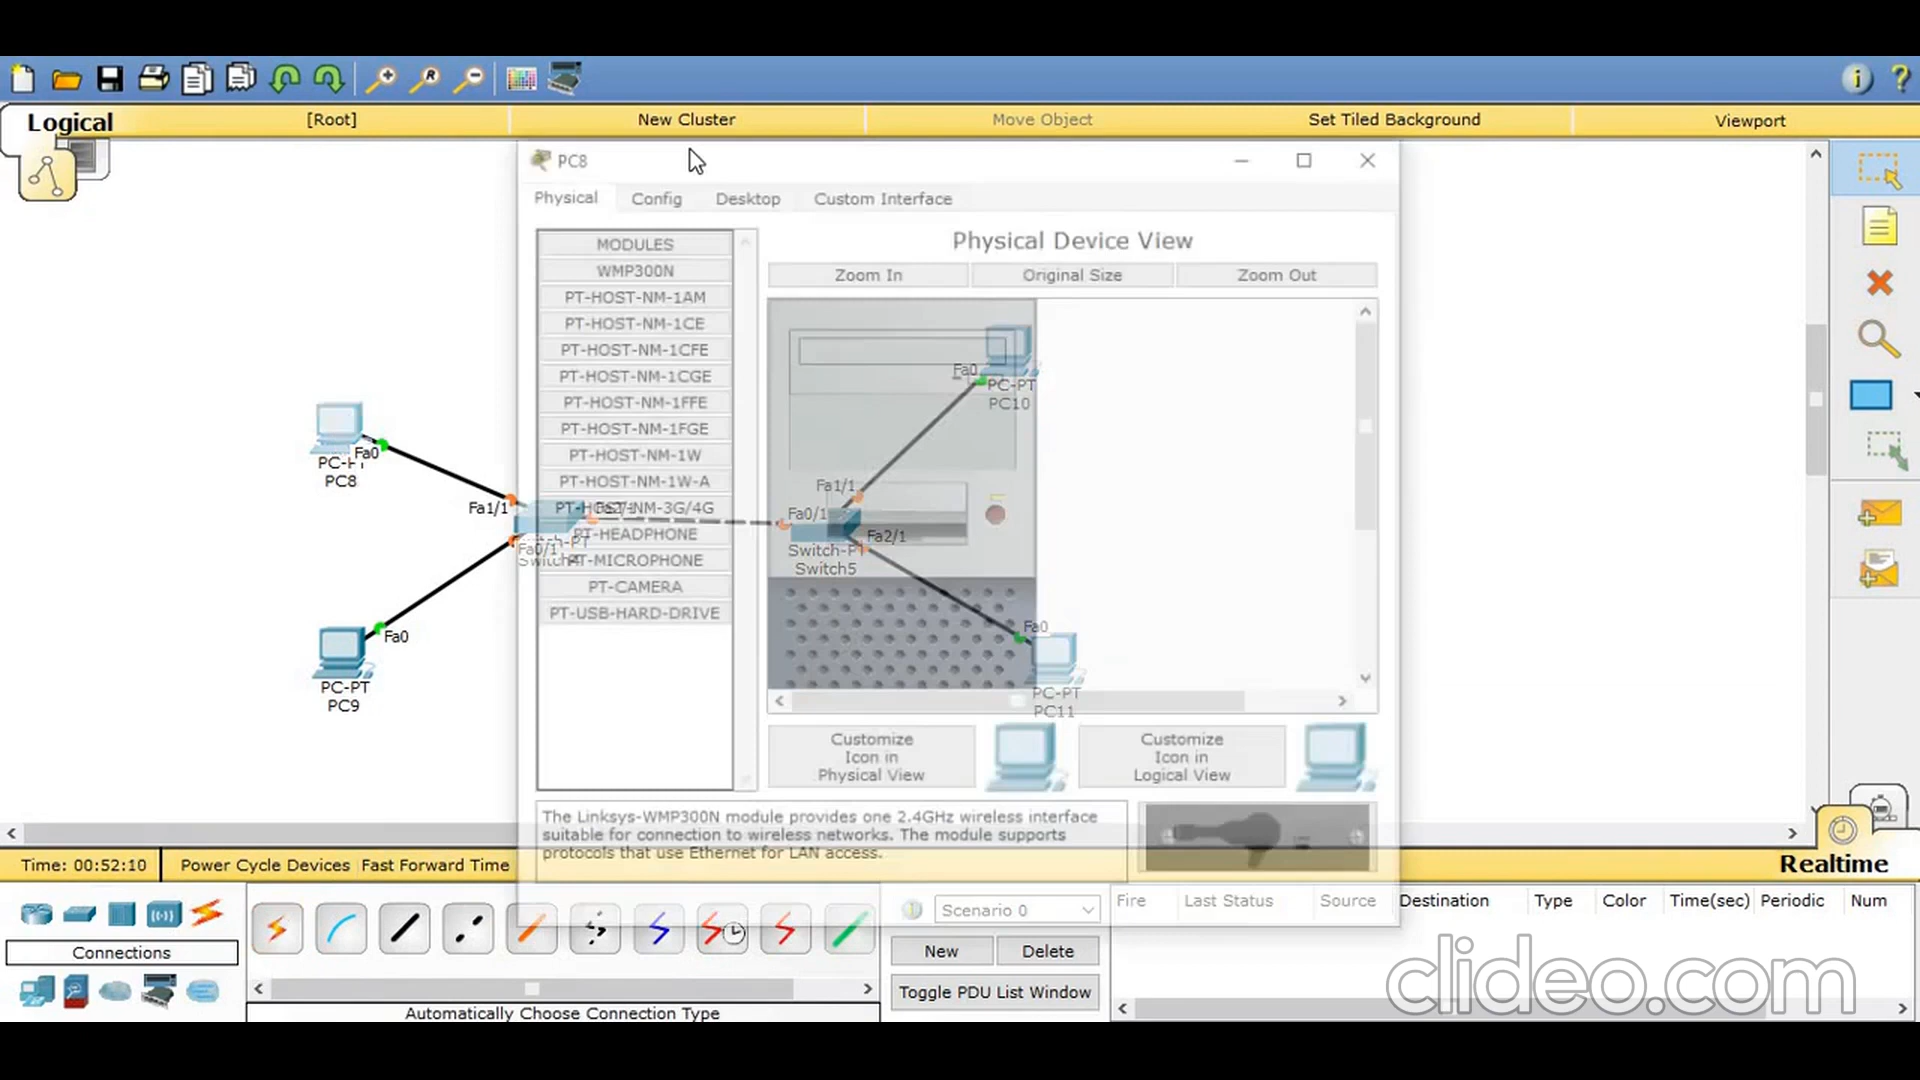 Logical
[Root]
New Cluster
Move Object
Set Tiled Background
Viewport
PC8
Physical
Config
Desktop
Custom Interface
MODULES
WMP300N
PT-HOST-NM-1AM
PT-HOST-NM-1CE
PT-HOST-NM-1CFE
PT-HOST-NM-1CGE
PT-HOST-NM-1FFE
PT-HOST-NM-1FGE
PT-HOST-NM-1W
PT-HOST-NM-1W-A
PT-HOST-NM-3G/4G
PT-HEADPHONE
PT-MICROPHONE
PT-CAMERA
PT-USB-HARD-DRIVE
Physical Device View
Zoom In
Original Size
Zoom Out
Fa0
PC-PT
PC10
Fa0
PC8
Fa1/1
Fa0/1
Fa1/1
Fa0/1
Fa2/1
Switch5
Fa0
PC-PT
PC9
Fa0
PC-PT
PC11
Customize
Icon in
Physical View
Customize
Icon in
Logical View
The Linksys-WMP300N module provides one 2.4GHz wireless interface
suitable for connection to wireless networks. The module supports
protocols that use Ethernet for LAN access.
Time: 00:52:10
Power Cycle Devices
Fast Forward Time
Realtime
Connections
Automatically Choose Connection Type
Scenario 0
New
Delete
Toggle PDU List Window
Fire
Last Status
Source
Destination
Type
Color
Time(sec)
Periodic
Num
clideo.com